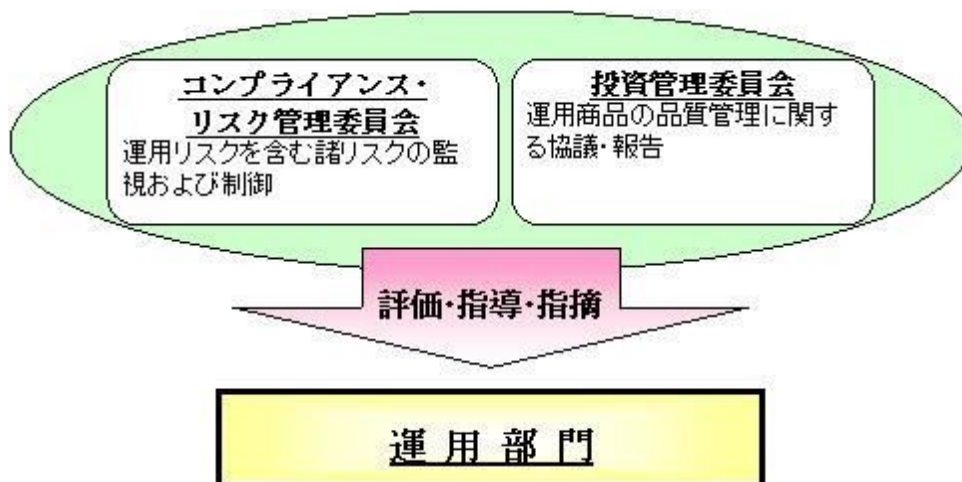 コンプライアンス・
リスク管理委員会
運用リスクを含む諸リスクの監
視および制御
投資管理委員会
運用商品の品質管理に関す
る協議・報告
評価・指導・指摘
運用部門